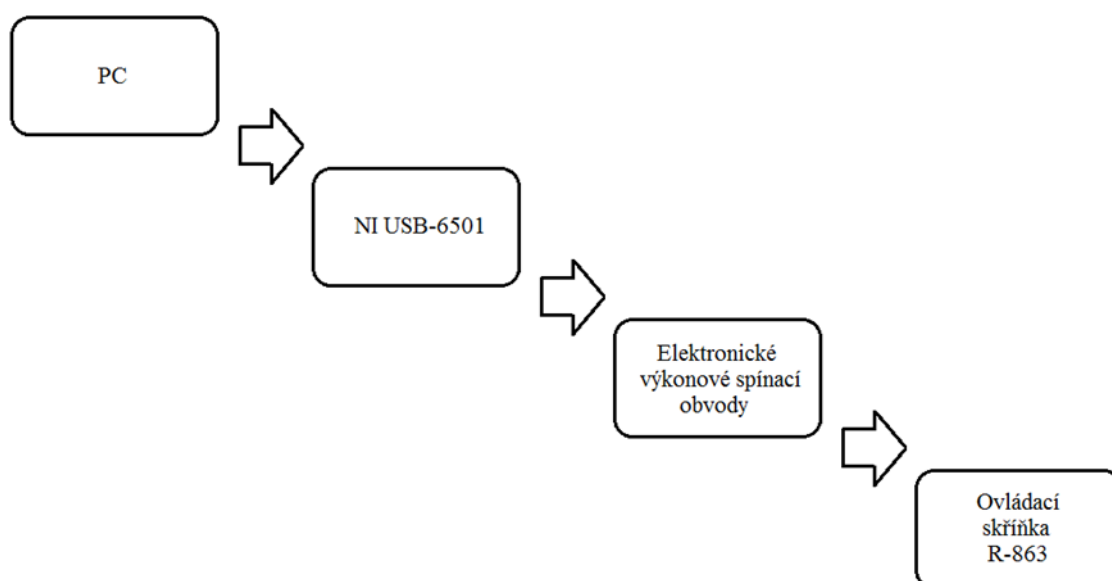 PC
NI USB-6501
Elektronické
výkonové spínací
obvody
Ovládací
skříňka
R-863